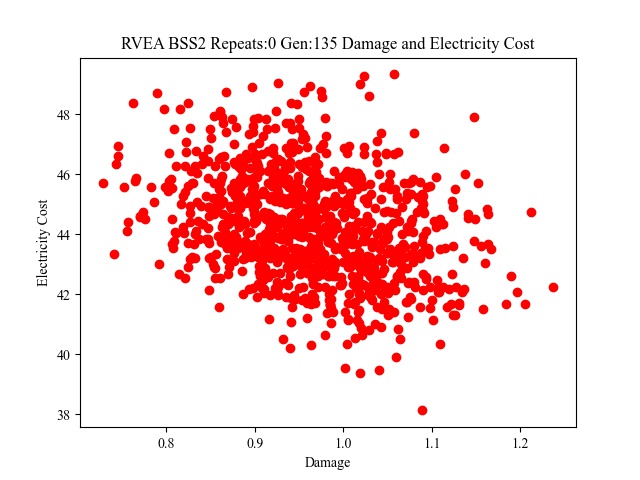 RVEA BSS2 Repeats:0 Gen:135 Damage and Electricity Cost
48
46
44
42
40
38
Electricity Cost
0.8 0.9 1.0 1.1 1.2
Damage